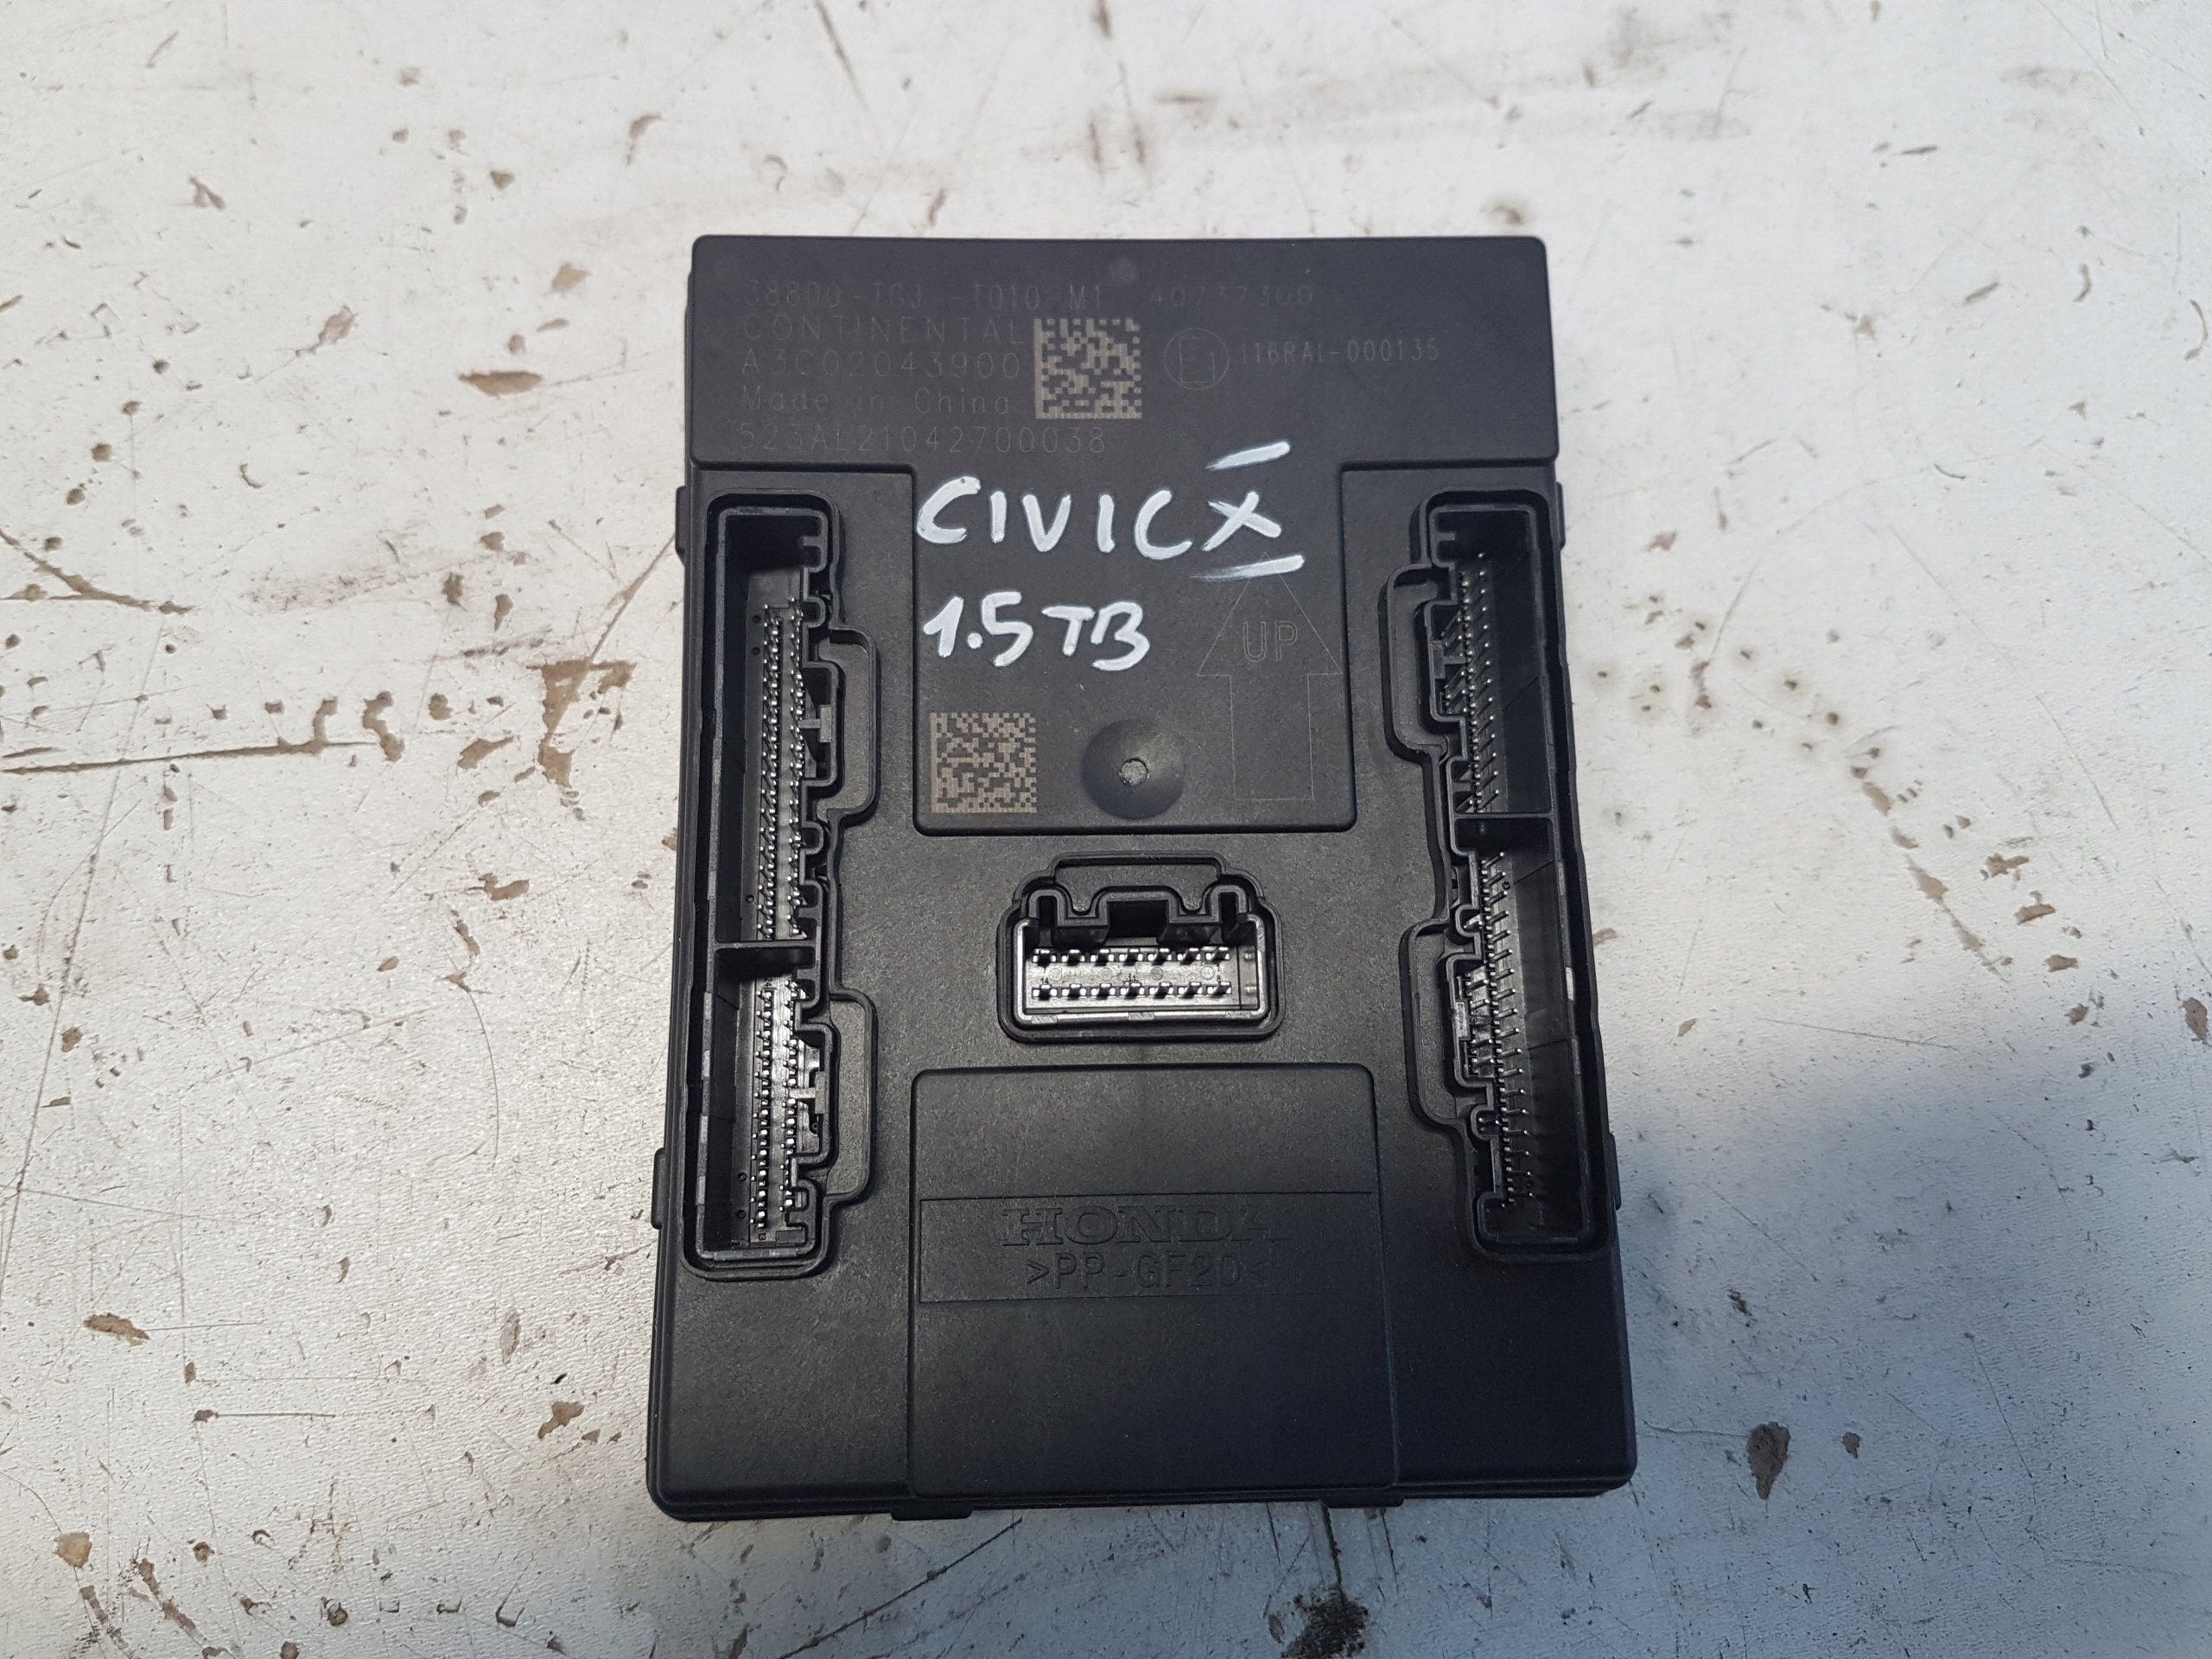 38800-TGJ -T010-M1 40737300
CONTINENTAL
A3C02043900
E1 116RAI-000135
Made in China
523AL21042700038
CIVIC X
1.5TB
UP
HONDA
>PP-GF20<